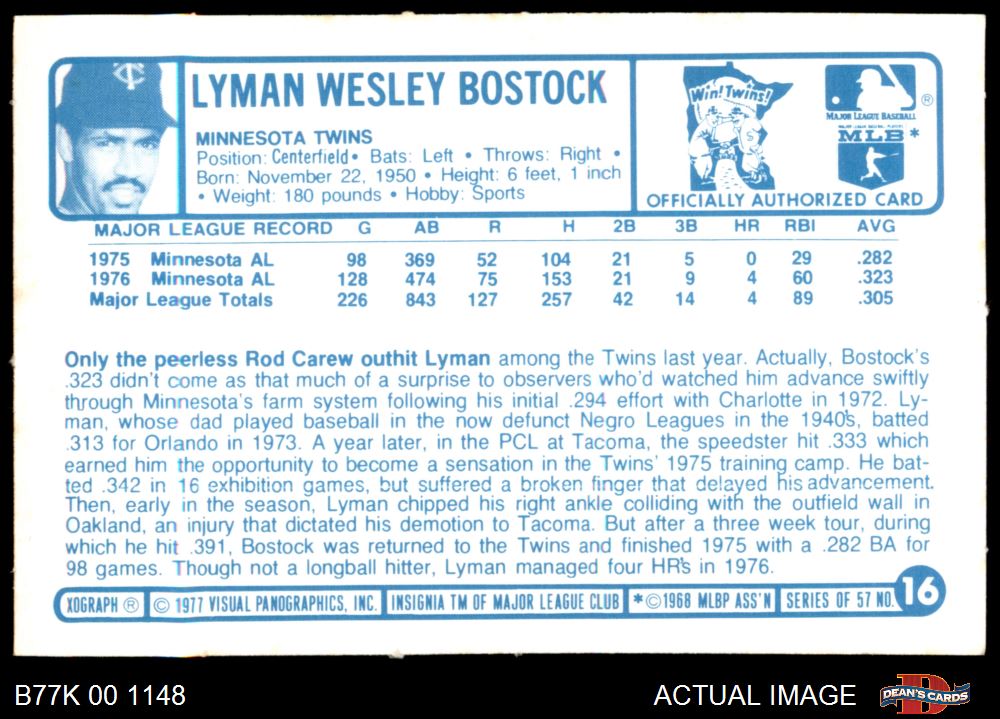 TC
LYMAN WESLEY BOSTOCK
MINNESOTA TWINS
Position: Centerfield • Bats: Left • Throws: Right •
Born: November 22, 1950 • Height: 6 feet, 1 inch
• Weight: 180 pounds • Hobby: Sports
Win! Twins!
®
MAJOR LEAGUE BASEBALL
MLB *
OFFICIALLY AUTHORIZED CARD
MAJOR LEAGUE RECORD G AB R H 2B 3B HR RBI AVG
1975 Minnesota AL 98 369 52 104 21 5 0 29 .282
1976 Minnesota AL 128 474 75 153 21 9 4 60 .323
Major League Totals 226 843 127 257 42 14 4 89 .305
Only the peerless Rod Carew outhit Lyman among the Twins last year. Actually, Bostock's
.323 didn't come as that much of a surprise to observers who'd watched him advance swiftly
through Minnesota's farm system following his initial .294 effort with Charlotte in 1972. Ly-
man, whose dad played baseball in the now defunct Negro Leagues in the 1940's, batted
.313 for Orlando in 1973. A year later, in the PCL at Tacoma, the speedster hit .333 which
earned him the opportunity to become a sensation in the Twins' 1975 training camp. He bat-
ted .342 in 16 exhibition games, but suffered a broken finger that delayed his advancement.
Then, early in the season, Lyman chipped his right ankle colliding with the outfield wall in
Oakland, an injury that dictated his demotion to Tacoma. But after a three week tour, during
which he hit .391, Bostock was returned to the Twins and finished 1975 with a .282 BA for
98 games. Though not a longball hitter, Lyman managed four HR's in 1976.
XOGRAPH ® © 1977 VISUAL PANOGRAPHICS, INC. INSIGNIA TM OF MAJOR LEAGUE CLUB *©1968 MLBP ASS'N SERIES OF 57 NO. 16
B77K 00 1148 ACTUAL IMAGE DEAN'S CARDS